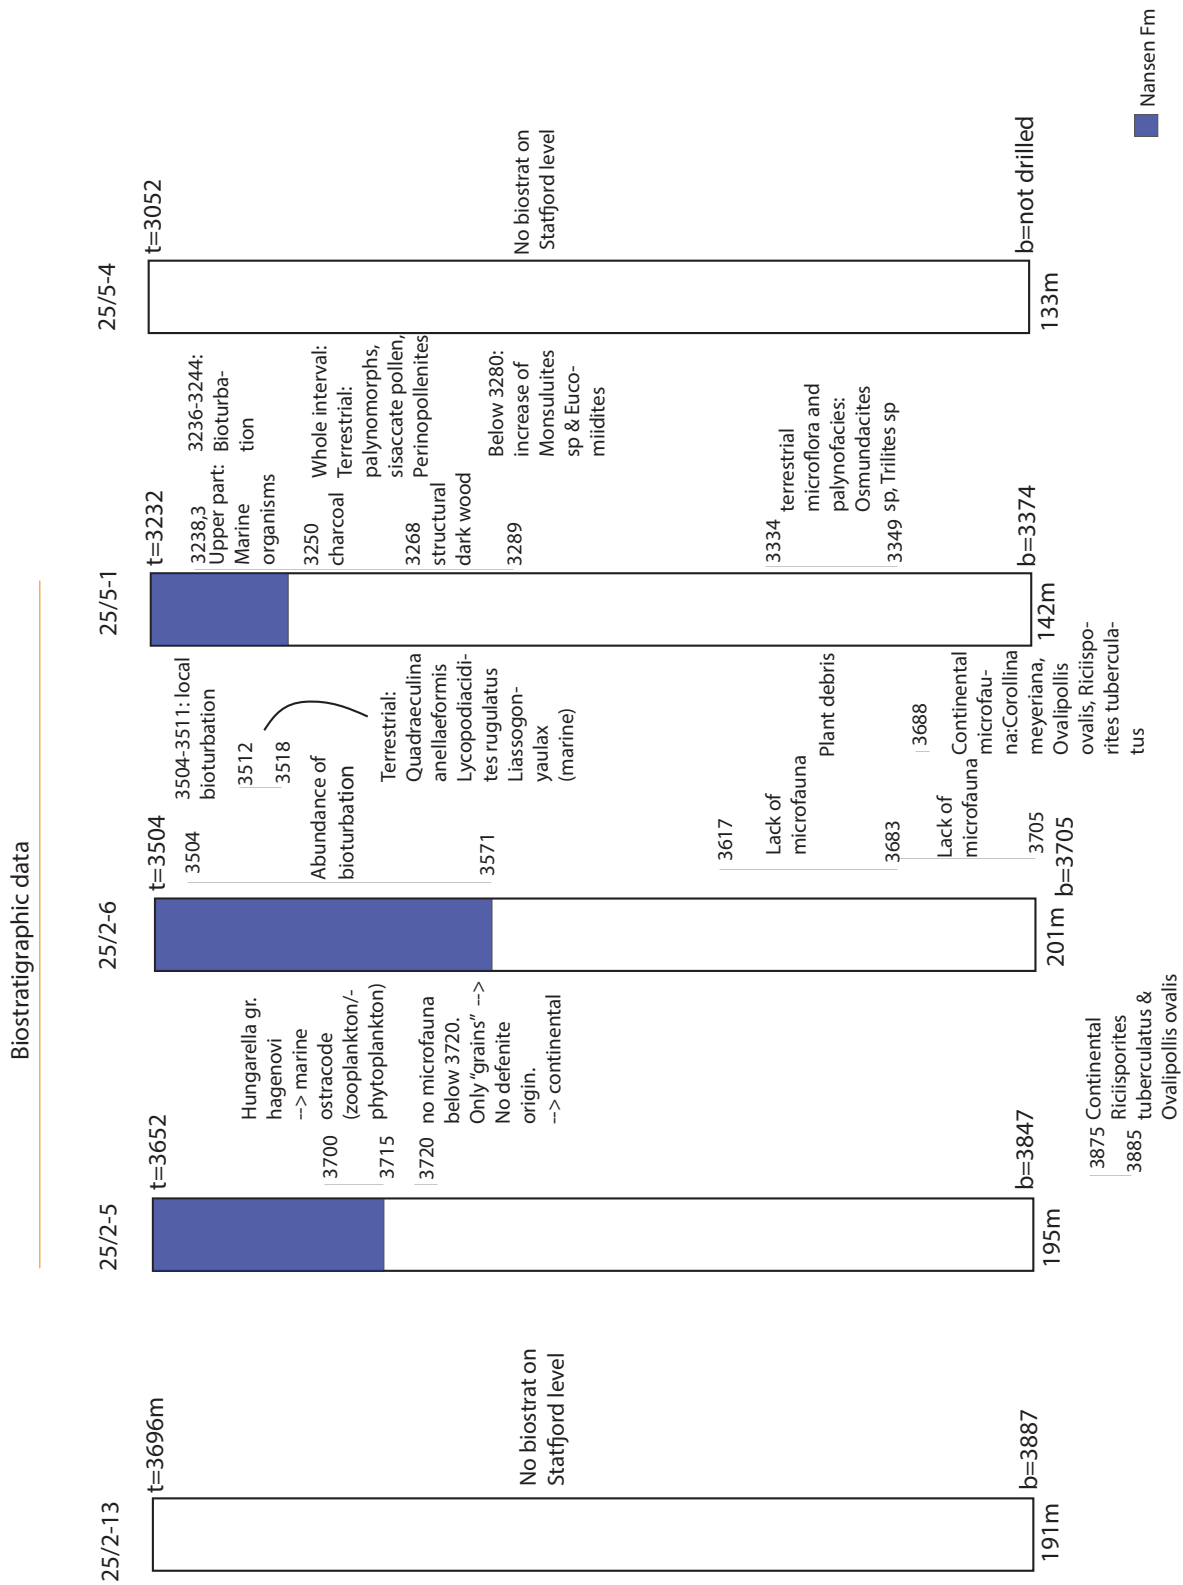 Biostratigraphic data
25/2-13
t=3696m
No biostrat on
Statfjord level
b=3887
191m
25/2-5
t=3652
Hungarella gr.
hagenovi
--> marine
ostracode
(zooplankton/-
phytoplankton)
3700
3715
3720
no microfauna
below 3720.
Only "grains" -->
No defenite
origin.
--> continental
b=3847
195m
3875
3885
Continental
Riciisporites
tuberculatus &
Ovalipollis ovalis
25/2-6
t=3504
3504
Abundance of
bioturbation
3571
3504-3511: local
bioturbation
3512
3518
Terrestrial:
Quadraeculina
anellaeformis
Lycopodiacidi-
tes rugulatus
Liassogon-
yaulax
(marine)
3617
Lack of
microfauna
Plant debris
3683
3688
Lack of
microfauna
Continental
microfau-
na:Corollina
meyeriana,
Ovalipollis
ovalis, Riciispo-
rites tubercula-
tus
3705
b=3705
201m
25/5-1
t=3232
3238,3
Upper part:
Marine
organisms
3236-3244:
Bioturba-
tion
3250
charcoal
3268
structural
dark wood
3289
Whole interval:
Terrestrial:
palynomorphs,
sisaccate pollen,
Perinopollenites
Below 3280:
increase of
Monsuluites
sp & Euco-
miidites
3334
3349
terrestrial
microflora and
palynofacies:
Osmundacites
sp, Trilites sp
b=3374
142m
25/5-4
t=3052
No biostrat on
Statfjord level
b=not drilled
133m
Nansen Fm